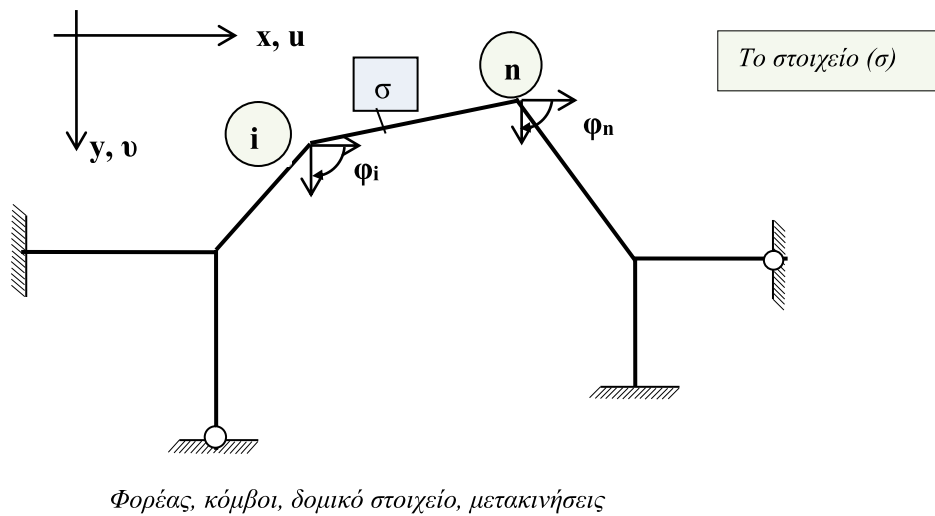 x, u
y, υ
i
σ
n
φi
φn
Το στοιχείο (σ)
Φορέας, κόμβοι, δομικό στοιχείο, μετακινήσεις